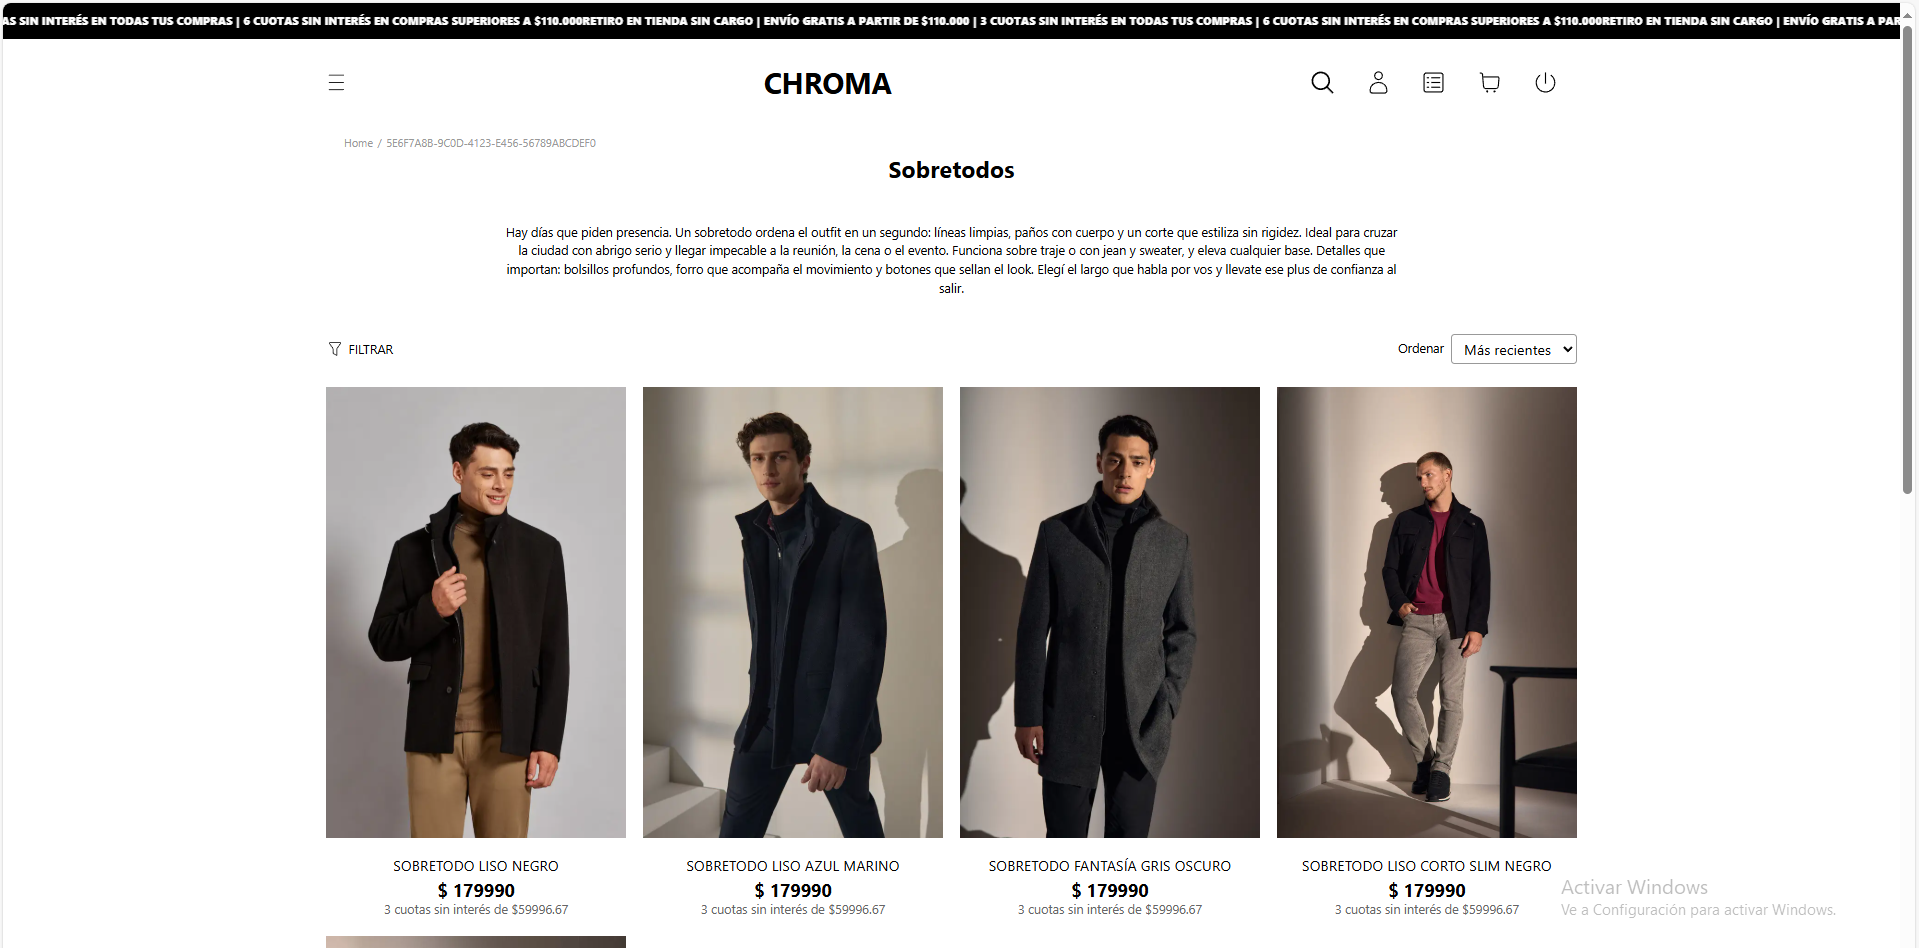 AS SIN INTERÉS EN TODAS TUS COMPRAS | 6 CUOTAS SIN INTERÉS EN COMPRAS SUPERIORES A $110.000RETIRO EN TIENDA SIN CARGO | ENVÍO GRATIS A PARTIR DE $110.000 | 3 CUOTAS SIN INTERÉS EN TODAS TUS COMPRAS | 6 CUOTAS SIN INTERÉS EN COMPRAS SUPERIORES A $110.000RETIRO EN TIENDA SIN CARGO | ENVÍO GRATIS A PAR
CHROMA
Home / 5E6F7A8B-9C0D-4123-E456-56789ABCDEF0
Sobretodos
Hay días que piden presencia. Un sobretodo ordena el outfit en un segundo: líneas limpias, paños con cuerpo y un corte que estiliza sin rigidez. Ideal para cruzar
la ciudad con abrigo serio y llegar impecable a la reunión, la cena o el evento. Funciona sobre traje o con jean y sweater, y eleva cualquier base. Detalles que
importan: bolsillos profundos, forro que acompaña el movimiento y botones que sellan el look. Elegí el largo que habla por vos y llevate ese plus de confianza al
salir.
FILTRAR
Ordenar Más recientes
SOBRETODO LISO NEGRO
$ 179990
3 cuotas sin interés de $59996.67
SOBRETODO LISO AZUL MARINO
$ 179990
3 cuotas sin interés de $59996.67
SOBRETODO FANTASÍA GRIS OSCURO
$ 179990
3 cuotas sin interés de $59996.67
SOBRETODO LISO CORTO SLIM NEGRO
$ 179990
3 cuotas sin interés de $59996.67
Activar Windows
Ve a Configuración para activar Windows.